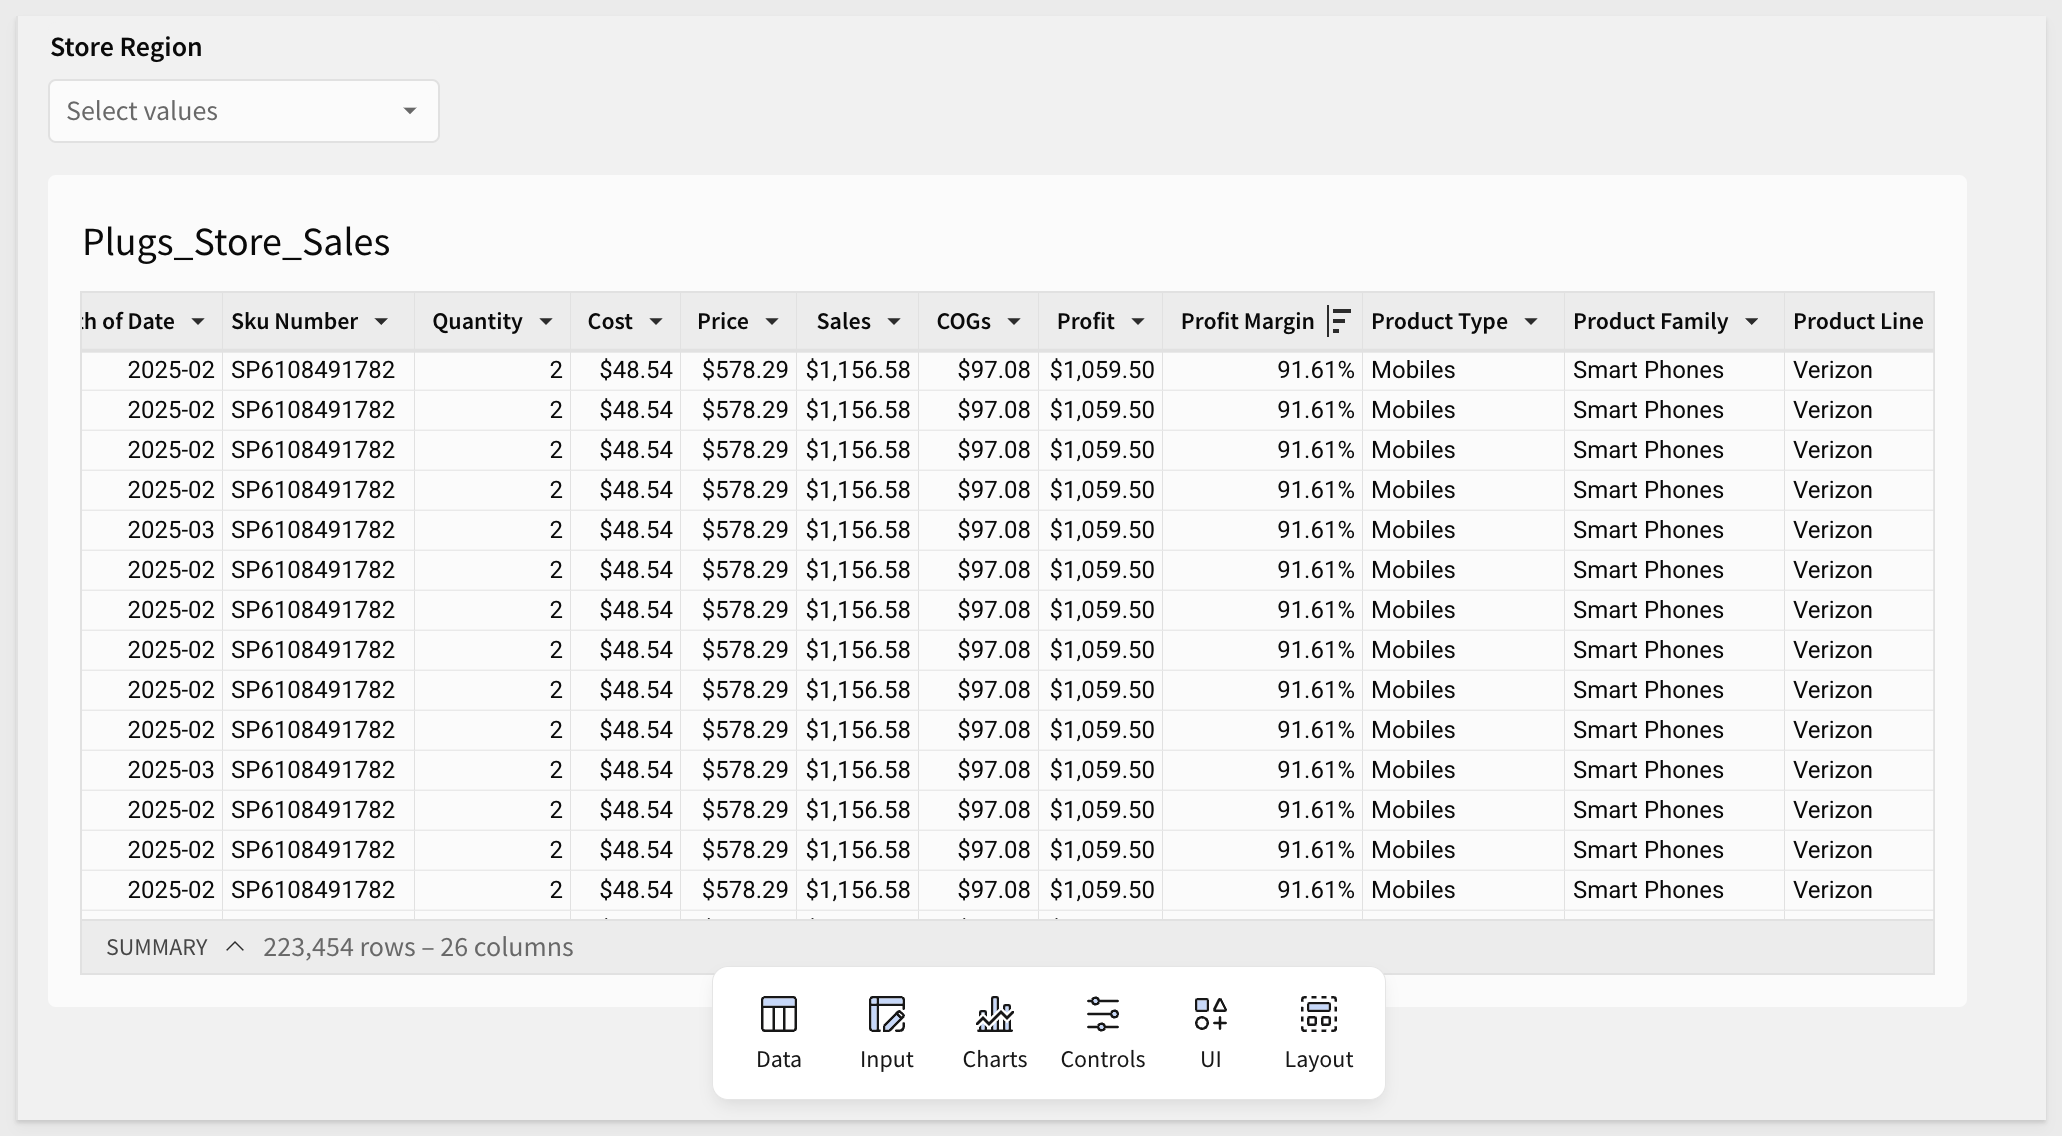 Store Region
Select values
Plugs_Store_Sales
th of Date Sku Number Quantity Cost Price Sales COGs Profit Profit Margin Product Type Product Family Product Line
2025-02 SP6108491782 2 $48.54 $578.29 $1,156.58 $97.08 $1,059.50 91.61% Mobiles Smart Phones Verizon
2025-02 SP6108491782 2 $48.54 $578.29 $1,156.58 $97.08 $1,059.50 91.61% Mobiles Smart Phones Verizon
2025-02 SP6108491782 2 $48.54 $578.29 $1,156.58 $97.08 $1,059.50 91.61% Mobiles Smart Phones Verizon
2025-02 SP6108491782 2 $48.54 $578.29 $1,156.58 $97.08 $1,059.50 91.61% Mobiles Smart Phones Verizon
2025-03 SP6108491782 2 $48.54 $578.29 $1,156.58 $97.08 $1,059.50 91.61% Mobiles Smart Phones Verizon
2025-02 SP6108491782 2 $48.54 $578.29 $1,156.58 $97.08 $1,059.50 91.61% Mobiles Smart Phones Verizon
2025-02 SP6108491782 2 $48.54 $578.29 $1,156.58 $97.08 $1,059.50 91.61% Mobiles Smart Phones Verizon
2025-02 SP6108491782 2 $48.54 $578.29 $1,156.58 $97.08 $1,059.50 91.61% Mobiles Smart Phones Verizon
2025-02 SP6108491782 2 $48.54 $578.29 $1,156.58 $97.08 $1,059.50 91.61% Mobiles Smart Phones Verizon
2025-02 SP6108491782 2 $48.54 $578.29 $1,156.58 $97.08 $1,059.50 91.61% Mobiles Smart Phones Verizon
2025-03 SP6108491782 2 $48.54 $578.29 $1,156.58 $97.08 $1,059.50 91.61% Mobiles Smart Phones Verizon
2025-02 SP6108491782 2 $48.54 $578.29 $1,156.58 $97.08 $1,059.50 91.61% Mobiles Smart Phones Verizon
2025-02 SP6108491782 2 $48.54 $578.29 $1,156.58 $97.08 $1,059.50 91.61% Mobiles Smart Phones Verizon
2025-02 SP6108491782 2 $48.54 $578.29 $1,156.58 $97.08 $1,059.50 91.61% Mobiles Smart Phones Verizon
SUMMARY 223,454 rows – 26 columns
Data Input Charts Controls UI Layout